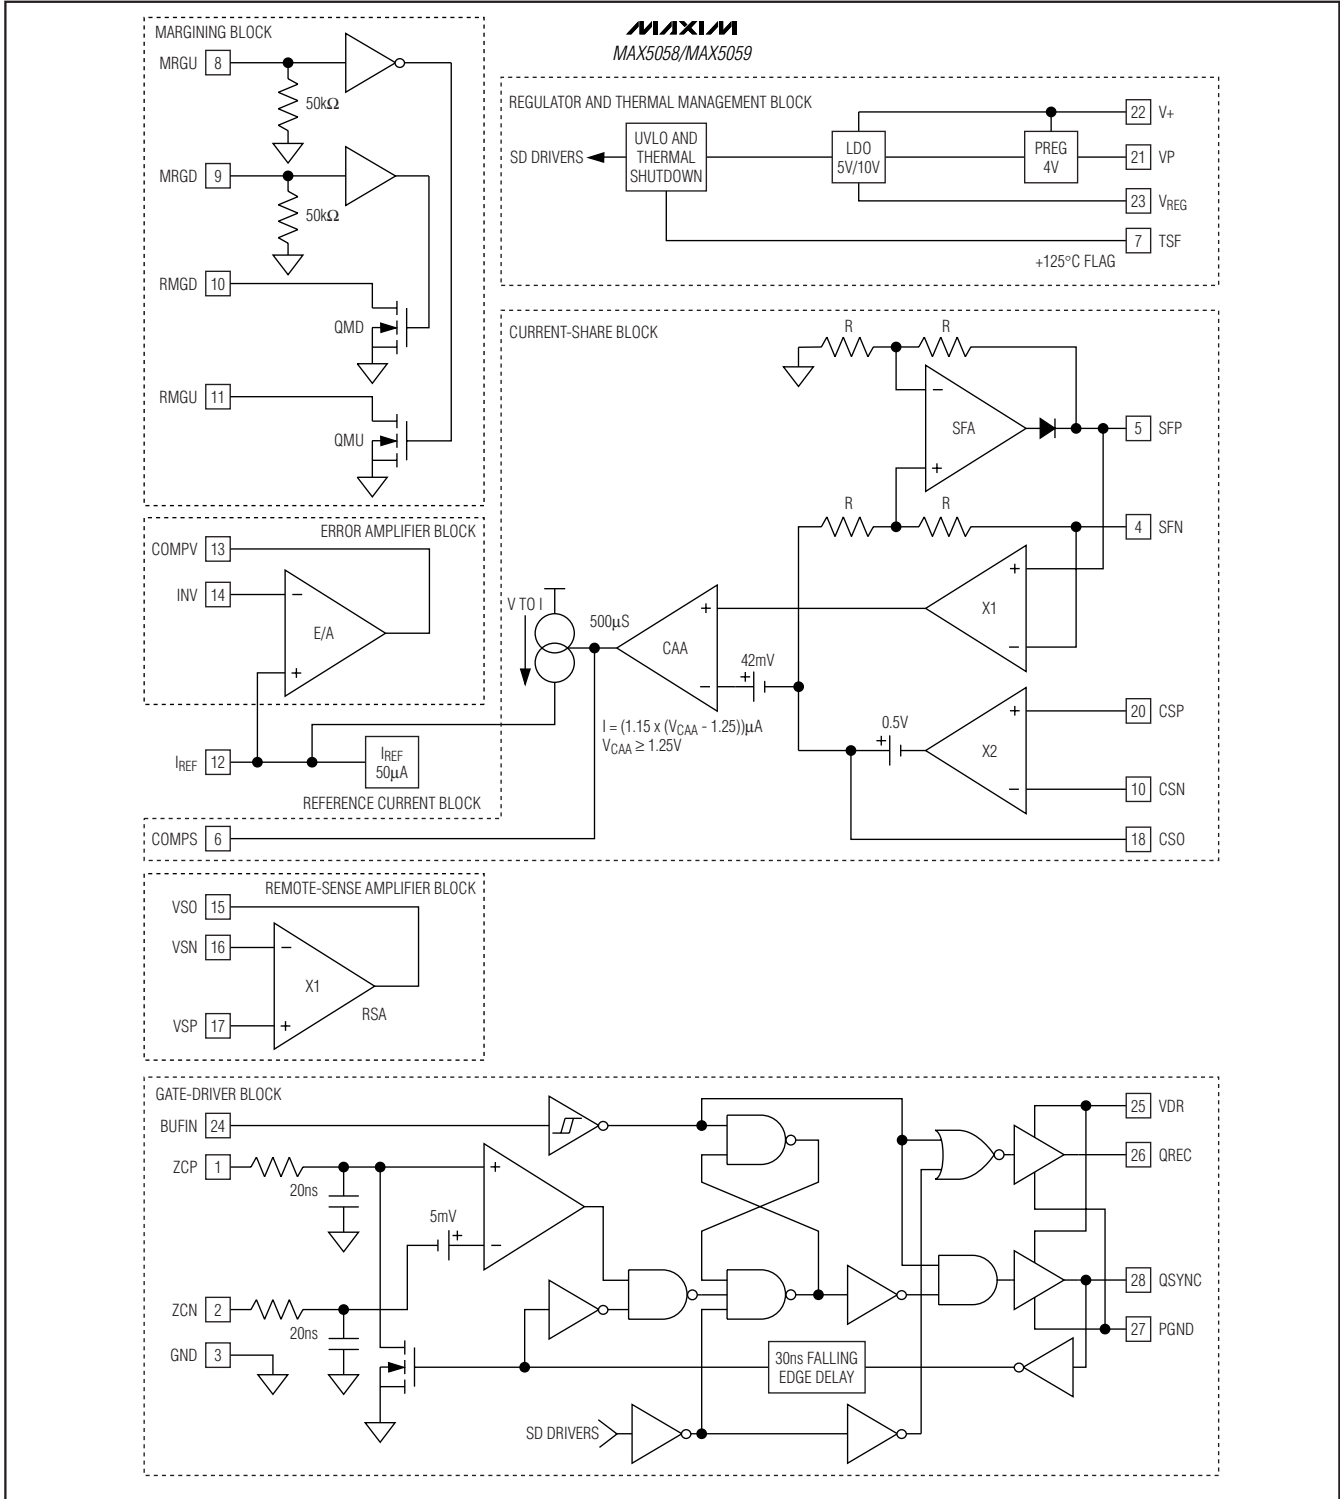 MAXIM
MAX5058/MAX5059
MARGINING BLOCK
MRGU 8
50kΩ
MRGD 9
50kΩ
RMGD 10
QMD
RMGU 11
QMU
REGULATOR AND THERMAL MANAGEMENT BLOCK
SD DRIVERS
UVLO AND
THERMAL
SHUTDOWN
LDO
5V/10V
PREG
4V
22 V+
21 VP
23 VREG
7 TSF
+125°C FLAG
CURRENT-SHARE BLOCK
R
R
−
SFA
+
5 SFP
R
R
4 SFN
+
X1
−
V TO I
500µS
+
CAA
−
42mV
+
I = (1.15 x (VCAA - 1.25))µA
VCAA ≥ 1.25V
0.5V
+
+
X2
−
20 CSP
10 CSN
18 CSO
ERROR AMPLIFIER BLOCK
COMPV 13
INV 14
−
E/A
+
IREF 12
IREF
50µA
REFERENCE CURRENT BLOCK
COMPS 6
REMOTE-SENSE AMPLIFIER BLOCK
VSO 15
VSN 16
−
X1
RSA
VSP 17
+
GATE-DRIVER BLOCK
BUFIN 24
ZCP 1
20ns
+
5mV
+
−
ZCN 2
20ns
GND 3
30ns FALLING
EDGE DELAY
SD DRIVERS
25 VDR
26 QREC
28 QSYNC
27 PGND